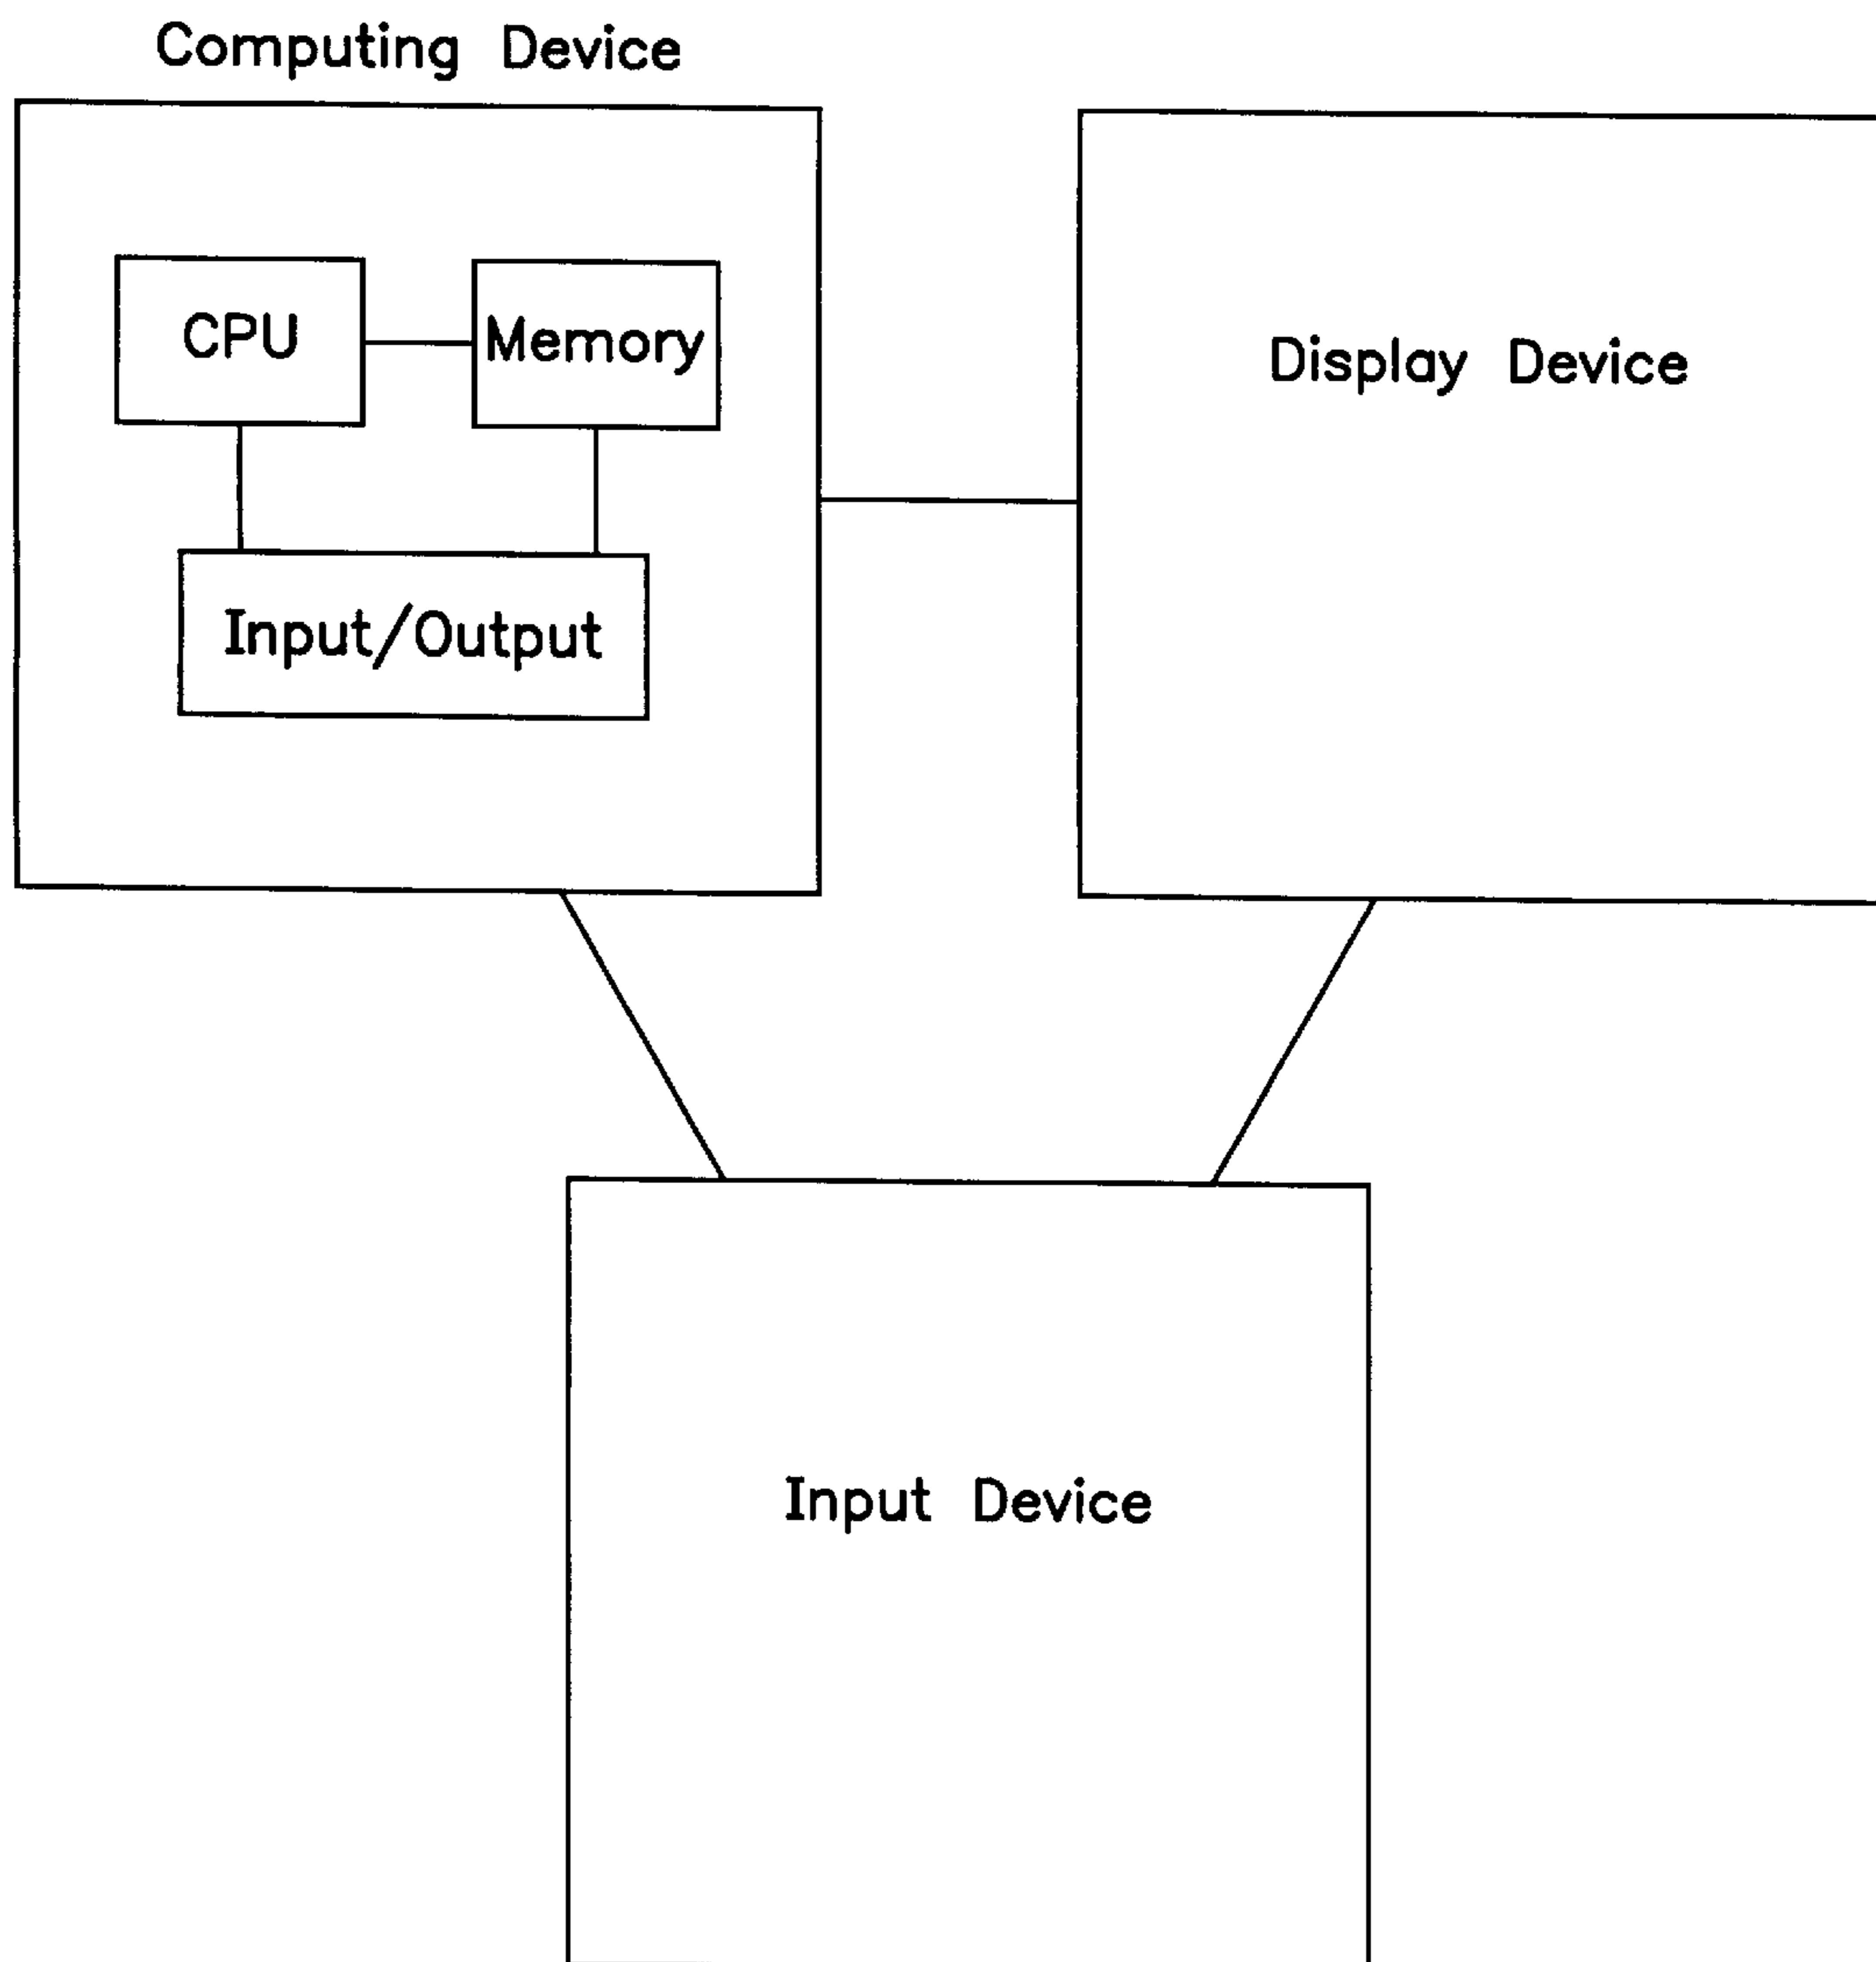 Computing Device
CPU
Memory
Input/Output
Display Device
Input Device